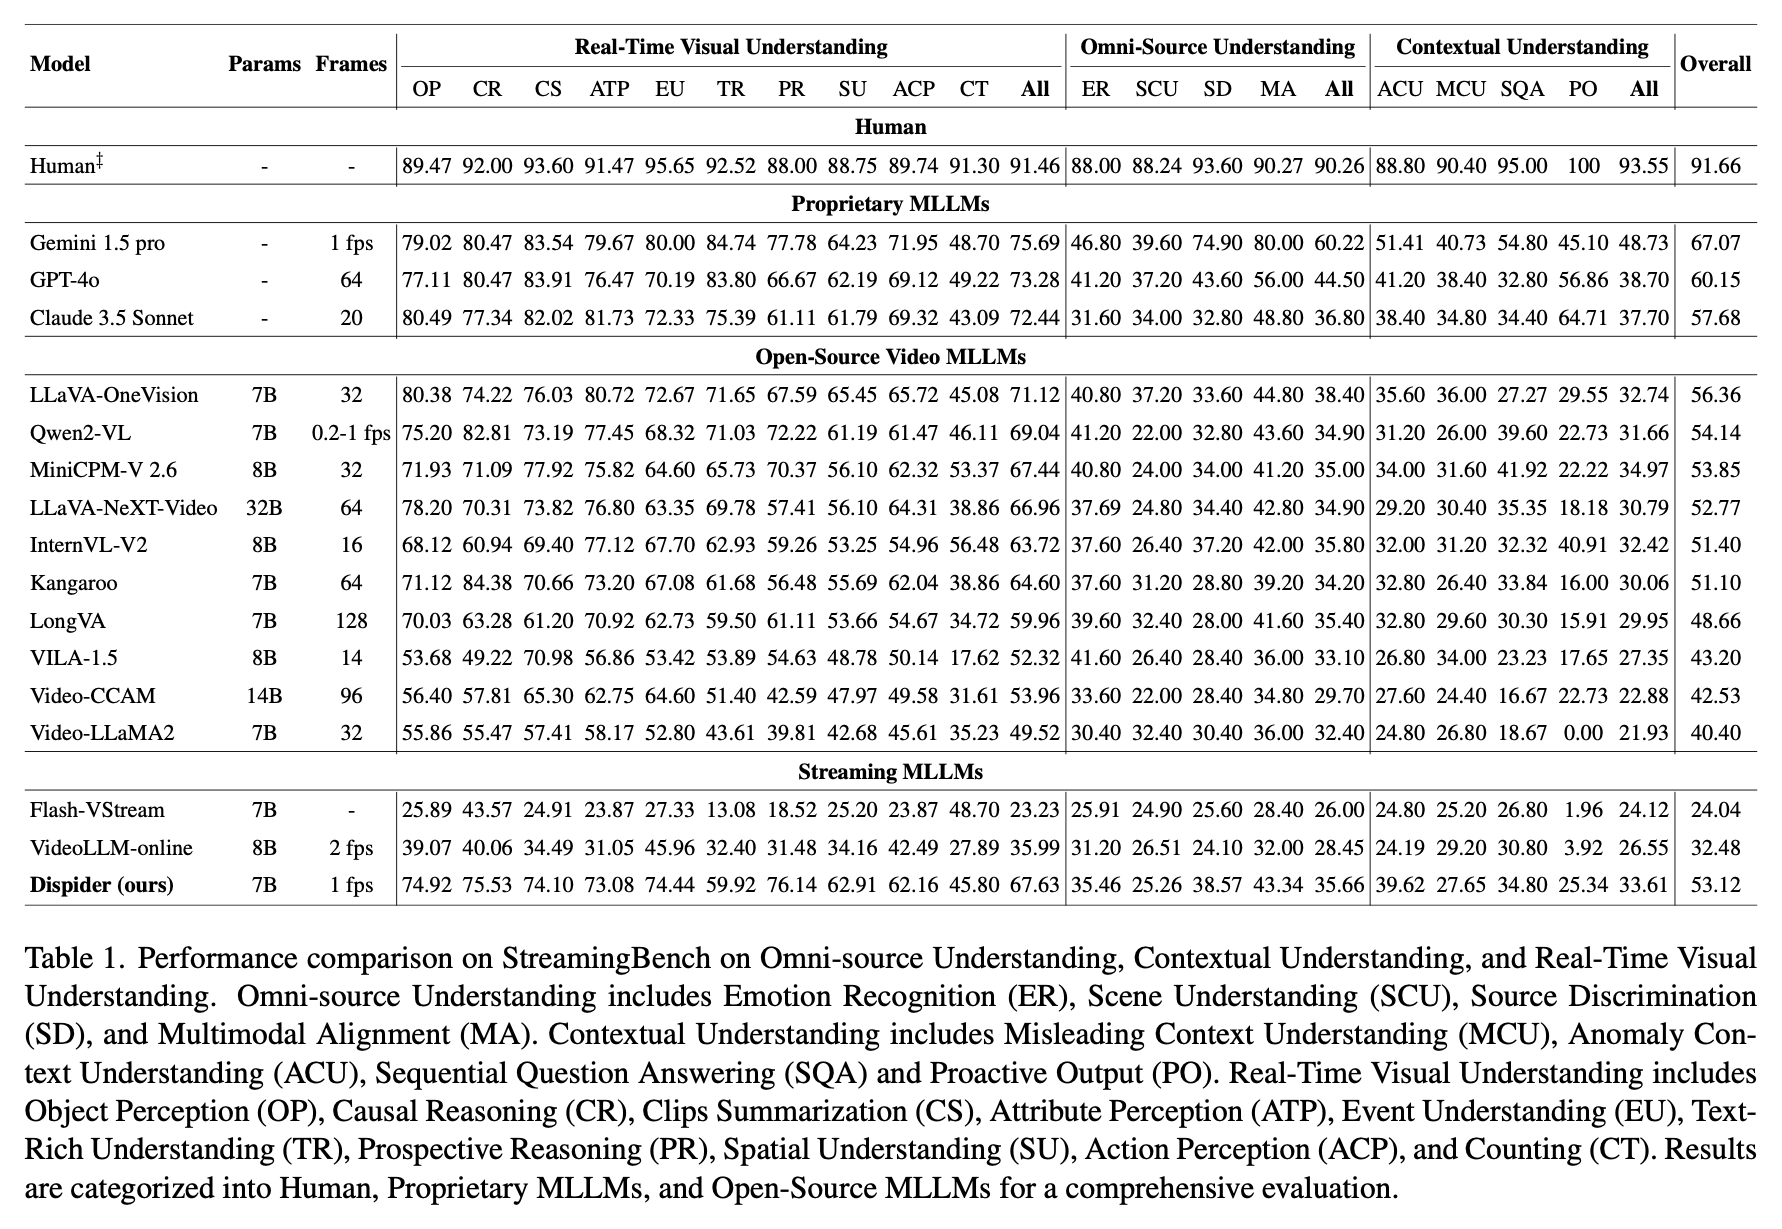 Model Params Frames Real-Time Visual Understanding Omni-Source Understanding Contextual Understanding Overall
OP CR CS ATP EU TR PR SU ACP CT All ER SCU SD MA All ACU MCU SQA PO All
Human
Human‡ - - 89.47 92.00 93.60 91.47 95.65 92.52 88.00 88.75 89.74 91.30 91.46 88.00 88.24 93.60 90.27 90.26 88.80 90.40 95.00 100 93.55 91.66
Proprietary MLLMs
Gemini 1.5 pro - 1 fps 79.02 80.47 83.54 79.67 80.00 84.74 77.78 64.23 71.95 48.70 75.69 46.80 39.60 74.90 80.00 60.22 51.41 40.73 54.80 45.10 48.73 67.07
GPT-4o - 64 77.11 80.47 83.91 76.47 70.19 83.80 66.67 62.19 69.12 49.22 73.28 41.20 37.20 43.60 56.00 44.50 41.20 38.40 32.80 56.86 38.70 60.15
Claude 3.5 Sonnet - 20 80.49 77.34 82.02 81.73 72.33 75.39 61.11 61.79 69.32 43.09 72.44 31.60 34.00 32.80 48.80 36.80 38.40 34.80 34.40 64.71 37.70 57.68
Open-Source Video MLLMs
LLaVA-OneVision 7B 32 80.38 74.22 76.03 80.72 72.67 71.65 67.59 65.45 65.72 45.08 71.12 40.80 37.20 33.60 44.80 38.40 35.60 36.00 27.27 29.55 32.74 56.36
Qwen2-VL 7B 0.2-1 fps 75.20 82.81 73.19 77.45 68.32 71.03 72.22 61.19 61.47 46.11 69.04 41.20 22.00 32.80 43.60 34.90 31.20 26.00 39.60 22.73 31.66 54.14
MiniCPM-V 2.6 8B 32 71.93 71.09 77.92 75.82 64.60 65.73 70.37 56.10 62.32 53.37 67.44 40.80 24.00 34.00 41.20 35.00 34.00 31.60 41.92 22.22 34.97 53.85
LLaVA-NeXT-Video 32B 64 78.20 70.31 73.82 76.80 63.35 69.78 57.41 56.10 64.31 38.86 66.96 37.69 24.80 34.40 42.80 34.90 29.20 30.40 35.35 18.18 30.79 52.77
InternVL-V2 8B 16 68.12 60.94 69.40 77.12 67.70 62.93 59.26 53.25 54.96 56.48 63.72 37.60 26.40 37.20 42.00 35.80 32.00 31.20 32.32 40.91 32.42 51.40
Kangaroo 7B 64 71.12 84.38 70.66 73.20 67.08 61.68 56.48 55.69 62.04 38.86 64.60 37.60 31.20 28.80 39.20 34.20 32.80 26.40 33.84 16.00 30.06 51.10
LongVA 7B 128 70.03 63.28 61.20 70.92 62.73 59.50 61.11 53.66 54.67 34.72 59.96 39.60 32.40 28.00 41.60 35.40 32.80 29.60 30.30 15.91 29.95 48.66
VILA-1.5 8B 14 53.68 49.22 70.98 56.86 53.42 53.89 54.63 48.78 50.14 17.62 52.32 41.60 26.40 28.40 36.00 33.10 26.80 34.00 23.23 17.65 27.35 43.20
Video-CCAM 14B 96 56.40 57.81 65.30 62.75 64.60 51.40 42.59 47.97 49.58 31.61 53.96 33.60 22.00 28.40 34.80 29.70 27.60 24.40 16.67 22.73 22.88 42.53
Video-LLaMA2 7B 32 55.86 55.47 57.41 58.17 52.80 43.61 39.81 42.68 45.61 35.23 49.52 30.40 32.40 30.40 36.00 32.40 24.80 26.80 18.67 0.00 21.93 40.40
Streaming MLLMs
Flash-VStream 7B - 25.89 43.57 24.91 23.87 27.33 13.08 18.52 25.20 23.87 48.70 23.23 25.91 24.90 25.60 28.40 26.00 24.80 25.20 26.80 1.96 24.12 24.04
VideoLLM-online 8B 2 fps 39.07 40.06 34.49 31.05 45.96 32.40 31.48 34.16 42.49 27.89 35.99 31.20 26.51 24.10 32.00 28.45 24.19 29.20 30.80 3.92 26.55 32.48
Dispider (ours) 7B 1 fps 74.92 75.53 74.10 73.08 74.44 59.92 76.14 62.91 62.16 45.80 67.63 35.46 25.26 38.57 43.34 35.66 39.62 27.65 34.80 25.34 33.61 53.12
Table 1. Performance comparison on StreamingBench on Omni-source Understanding, Contextual Understanding, and Real-Time Visual
Understanding. Omni-source Understanding includes Emotion Recognition (ER), Scene Understanding (SCU), Source Discrimination
(SD), and Multimodal Alignment (MA). Contextual Understanding includes Misleading Context Understanding (MCU), Anomaly Con-
text Understanding (ACU), Sequential Question Answering (SQA) and Proactive Output (PO). Real-Time Visual Understanding includes
Object Perception (OP), Causal Reasoning (CR), Clips Summarization (CS), Attribute Perception (ATP), Event Understanding (EU), Text-
Rich Understanding (TR), Prospective Reasoning (PR), Spatial Understanding (SU), Action Perception (ACP), and Counting (CT). Results
are categorized into Human, Proprietary MLLMs, and Open-Source MLLMs for a comprehensive evaluation.